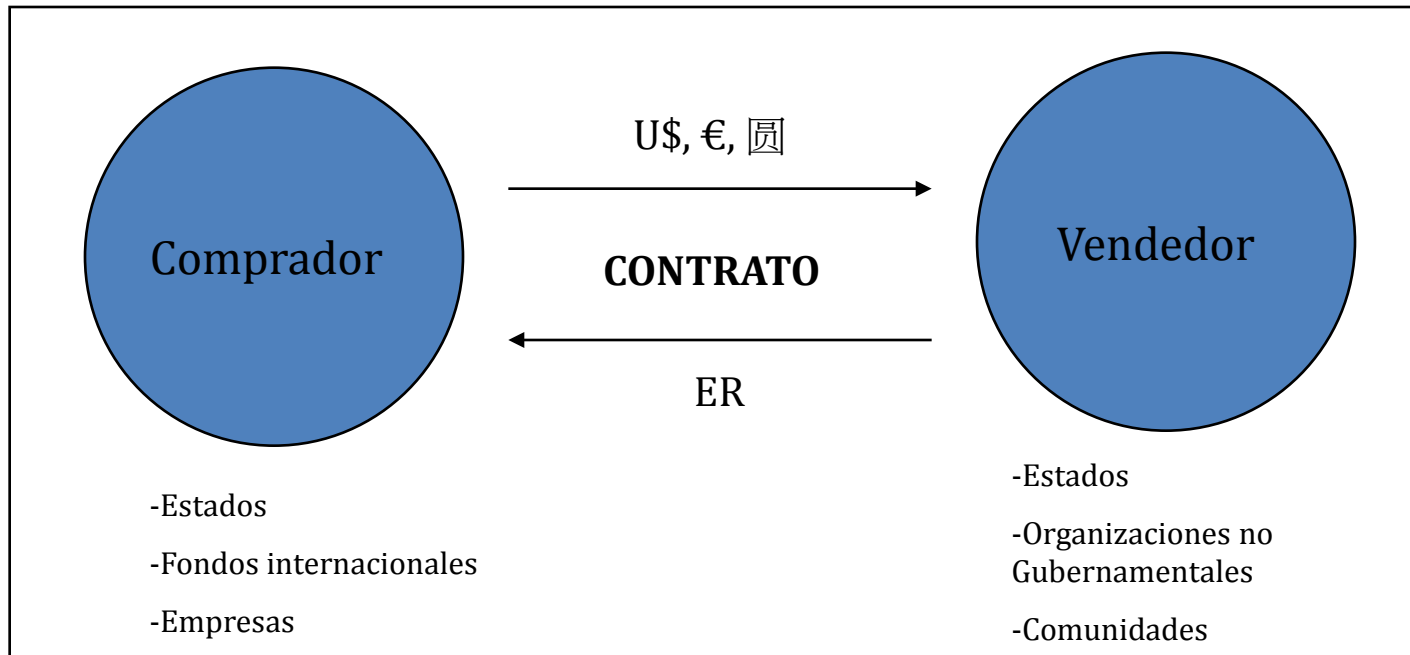 U$, €, 圆
Comprador
CONTRATO
Vendedor
ER
-Estados
-Fondos internacionales
-Empresas
-Estados
-Organizaciones no
Gubernamentales
-Comunidades